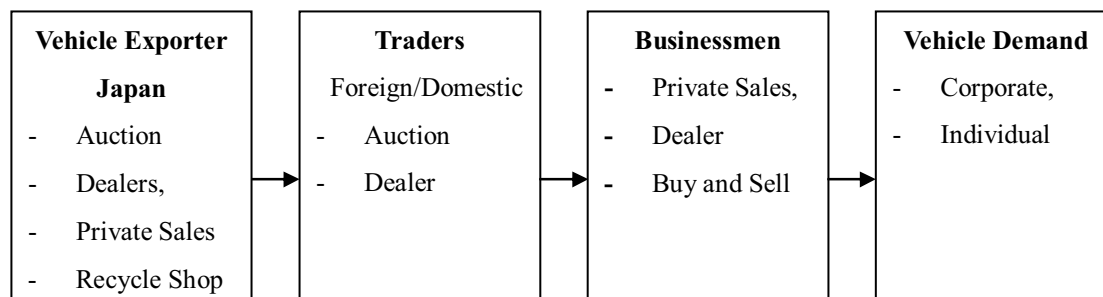 Vehicle Exporter
Japan
- Auction
- Dealers,
- Private Sales
- Recycle Shop
Traders
Foreign/Domestic
- Auction
- Dealer
Businessmen
- Private Sales,
- Dealer
- Buy and Sell
Vehicle Demand
- Corporate,
- Individual